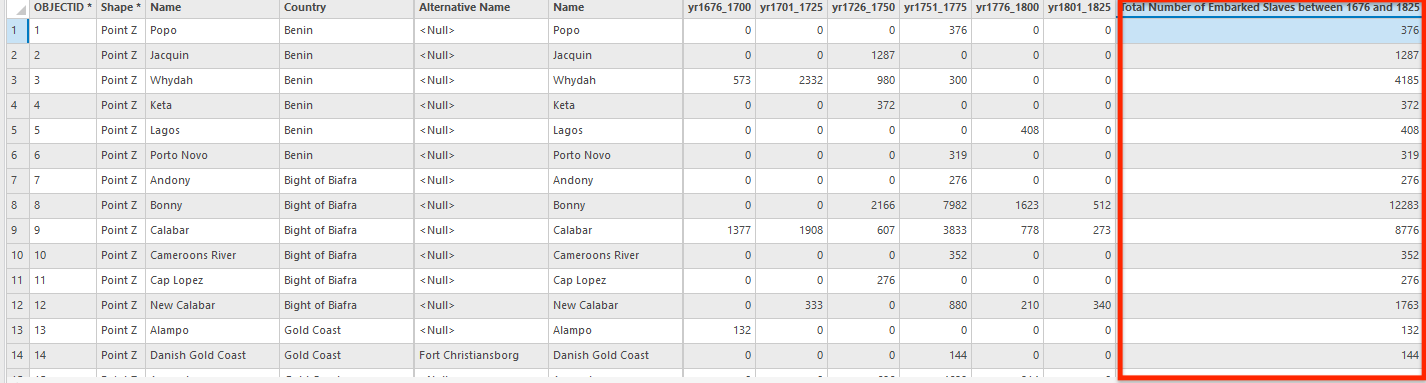 OBJECTID * Shape * Name Country Alternative Name Name yr1676_1700 yr1701_1725 yr1726_1750 yr1751_1775 yr1776_1800 yr1801_1825 Total Number of Embarked Slaves between 1676 and 1825
1 1 Point Z Popo Benin <Null> Popo 0 0 0 376 0 0 376
2 2 Point Z Jacquin Benin <Null> Jacquin 0 0 1287 0 0 0 1287
3 3 Point Z Whydah Benin <Null> Whydah 573 2332 980 300 0 0 4185
4 4 Point Z Keta Benin <Null> Keta 0 0 372 0 0 0 372
5 5 Point Z Lagos Benin <Null> Lagos 0 0 0 0 408 0 408
6 6 Point Z Porto Novo Benin <Null> Porto Novo 0 0 0 319 0 0 319
7 7 Point Z Andony Bight of Biafra <Null> Andony 0 0 0 276 0 0 276
8 8 Point Z Bonny Bight of Biafra <Null> Bonny 0 0 2166 7982 1623 512 12283
9 9 Point Z Calabar Bight of Biafra <Null> Calabar 1377 1908 607 3833 778 273 8776
10 10 Point Z Cameroons River Bight of Biafra <Null> Cameroons River 0 0 0 352 0 0 352
11 11 Point Z Cap Lopez Bight of Biafra <Null> Cap Lopez 0 0 276 0 0 0 276
12 12 Point Z New Calabar Bight of Biafra <Null> New Calabar 0 333 0 880 210 340 1763
13 13 Point Z Alampo Gold Coast <Null> Alampo 132 0 0 0 0 0 132
14 14 Point Z Danish Gold Coast Gold Coast Fort Christiansborg Danish Gold Coast 0 0 0 144 0 0 144